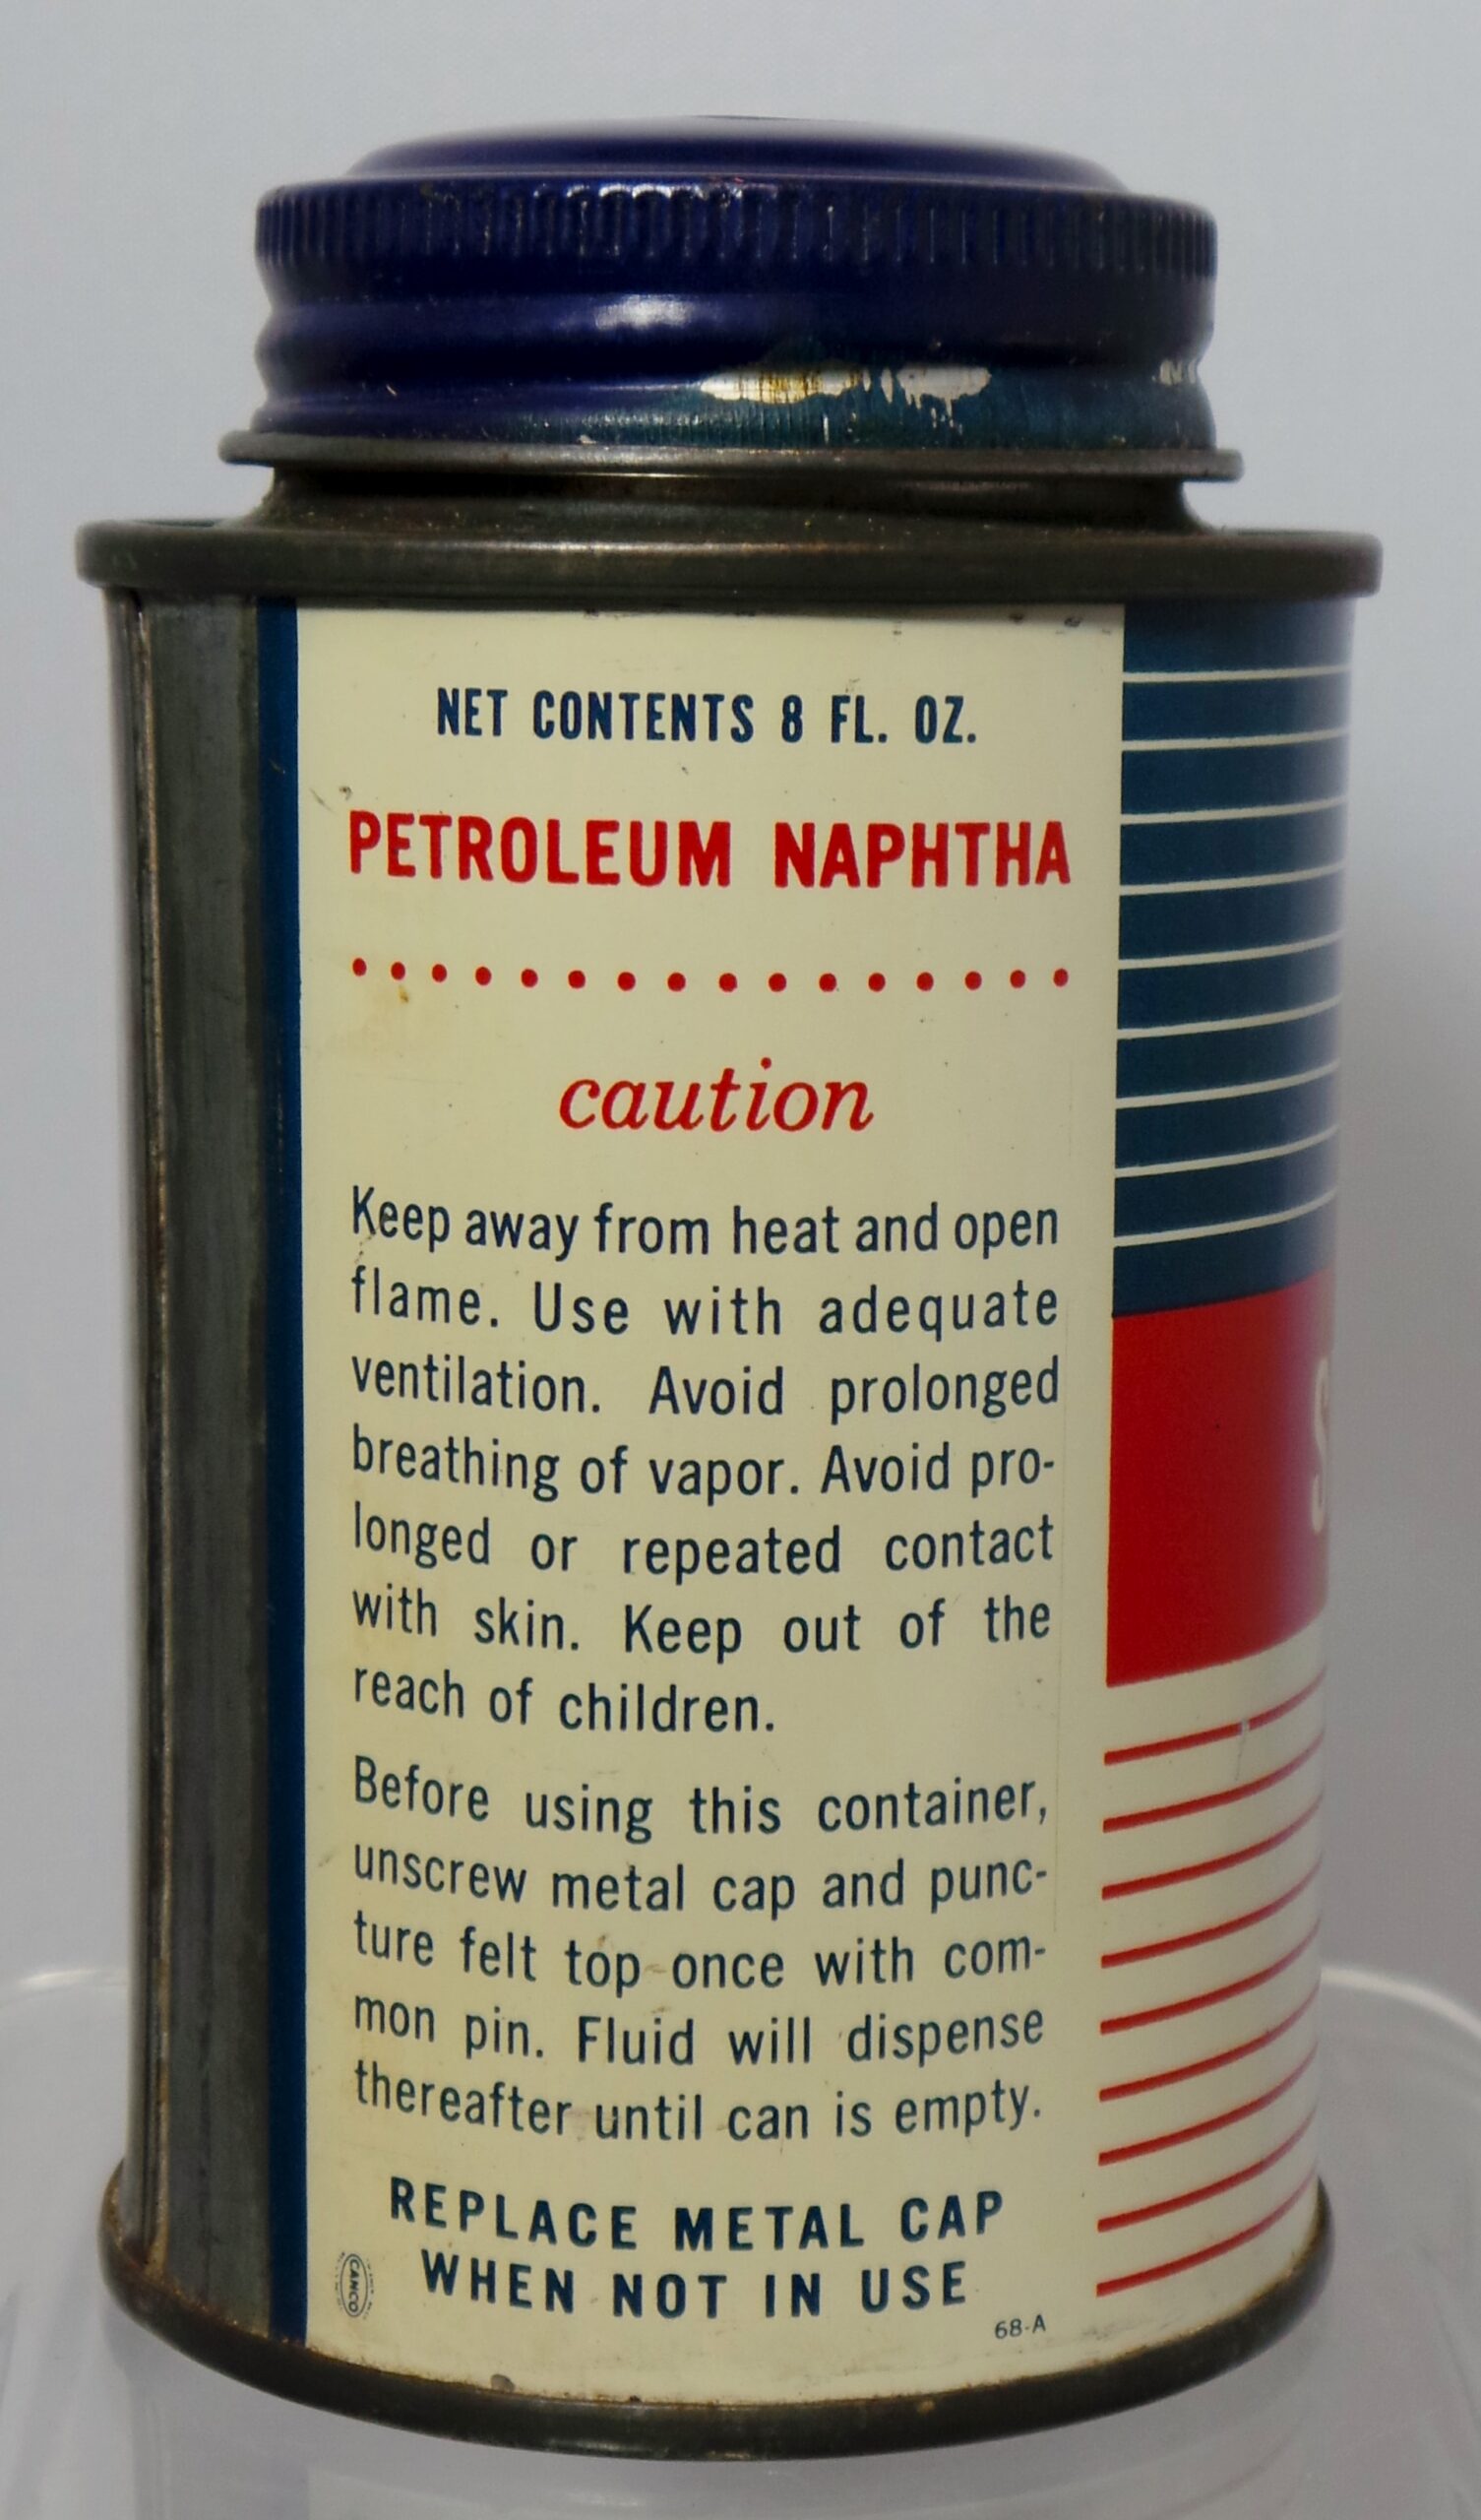 NET CONTENTS 8 FL. OZ.
PETROLEUM NAPHTHA
caution
Keep away from heat and open
flame. Use with adequate
ventilation. Avoid prolonged
breathing of vapor. Avoid pro-
longed or repeated contact
with skin. Keep out of the
reach of children.
Before using this container,
unscrew metal cap and punc-
ture felt top once with com-
mon pin. Fluid will dispense
thereafter until can is empty.
REPLACE METAL CAP
WHEN NOT IN USE
CANCO
68-A